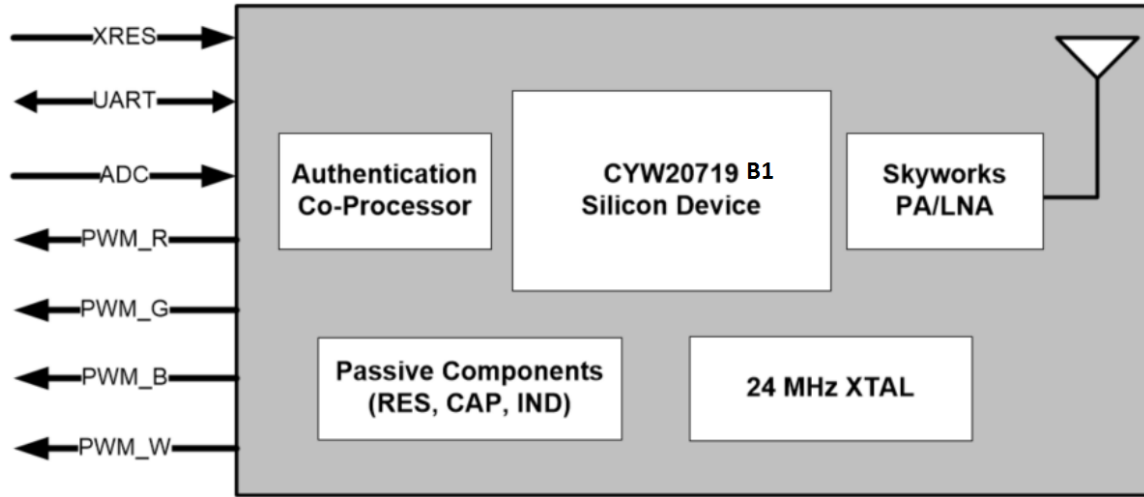 XRES
UART
ADC
PWM_R
PWM_G
PWM_B
PWM_W
Authentication
Co-Processor
CYW20719 B1
Silicon Device
Skyworks
PA/LNA
Passive Components
(RES, CAP, IND)
24 MHz XTAL